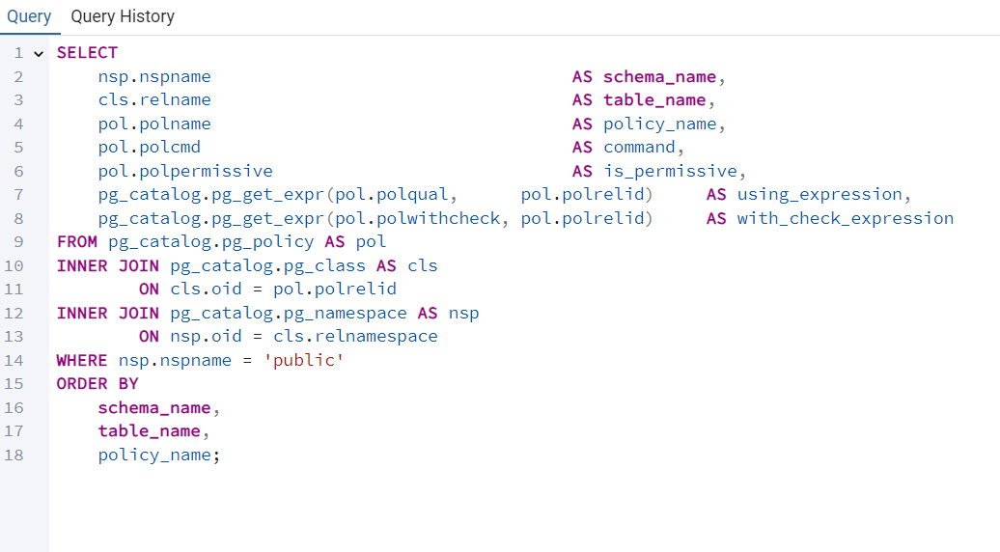 Query Query History
1 SELECT
2     nsp.nspname                                   AS schema_name,
3     cls.relname                                   AS table_name,
4     pol.polname                                   AS policy_name,
5     pol.polcmd                                    AS command,
6     pol.polpermissive                             AS is_permissive,
7     pg_catalog.pg_get_expr(pol.polqual,      pol.polrelid)     AS using_expression,
8     pg_catalog.pg_get_expr(pol.polwithcheck, pol.polrelid)     AS with_check_expression
9 FROM pg_catalog.pg_policy AS pol
10 INNER JOIN pg_catalog.pg_class AS cls
11         ON cls.oid = pol.polrelid
12 INNER JOIN pg_catalog.pg_namespace AS nsp
13         ON nsp.oid = cls.relnamespace
14 WHERE nsp.nspname = 'public'
15 ORDER BY
16     schema_name,
17     table_name,
18     policy_name;